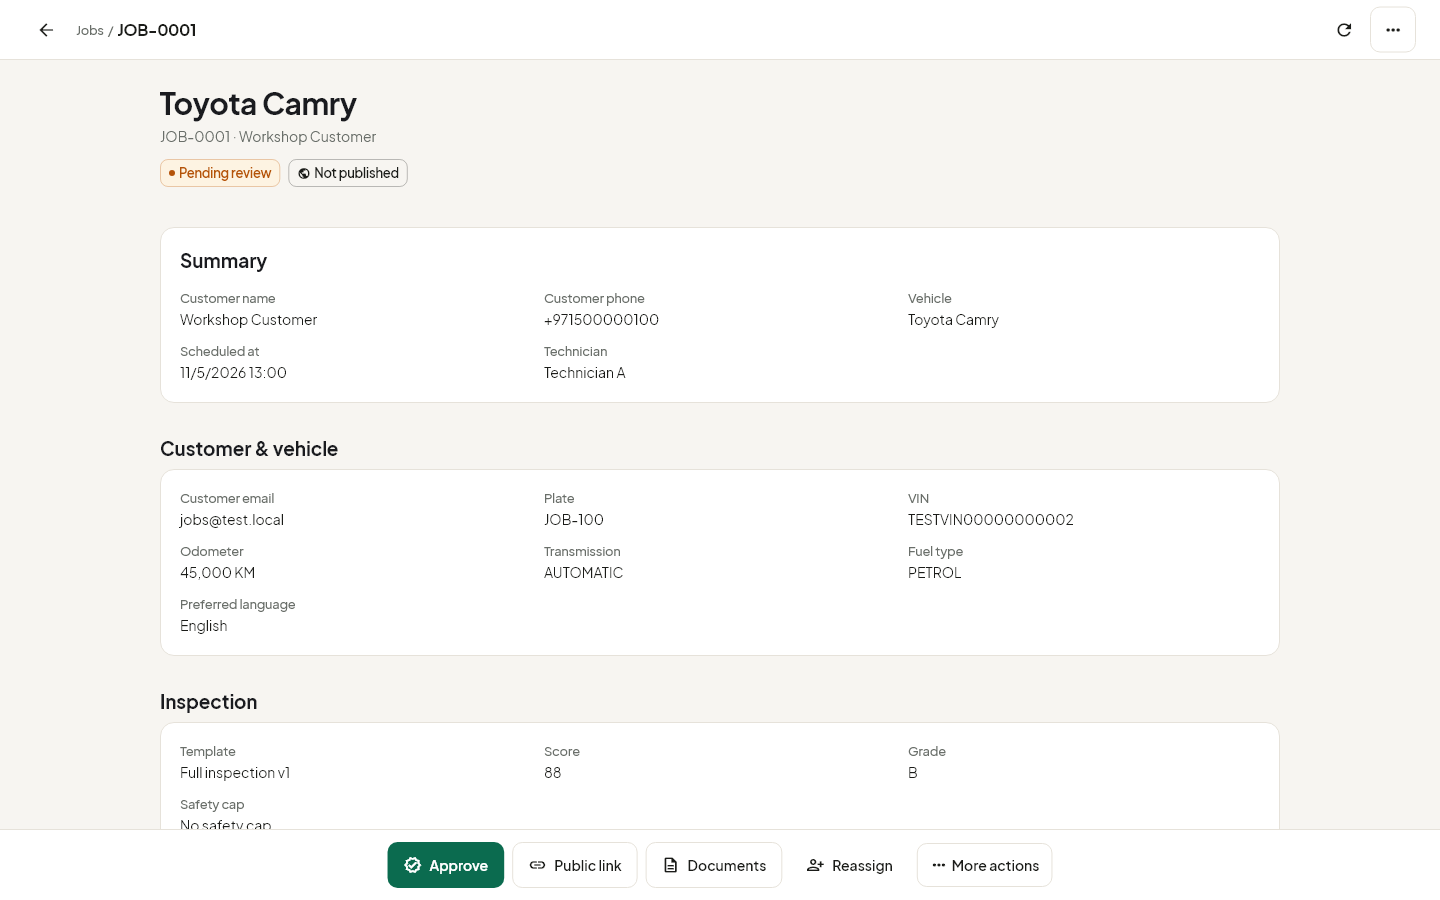 Jobs / JOB-0001
Toyota Camry
JOB-0001 · Workshop Customer
Pending review
Not published
Summary
Customer name
Customer phone
Vehicle
Workshop Customer
+971500000100
Toyota Camry
Scheduled at
Technician
11/5/2026 13:00
Technician A
Customer & vehicle
Customer email
Plate
VIN
jobs@test.local
JOB-100
TESTVIN00000000002
Odometer
Transmission
Fuel type
45,000 KM
AUTOMATIC
PETROL
Preferred language
English
Inspection
Template
Score
Grade
Full inspection v1
88
B
Safety cap
No safety cap
Approve
Public link
Documents
Reassign
More actions